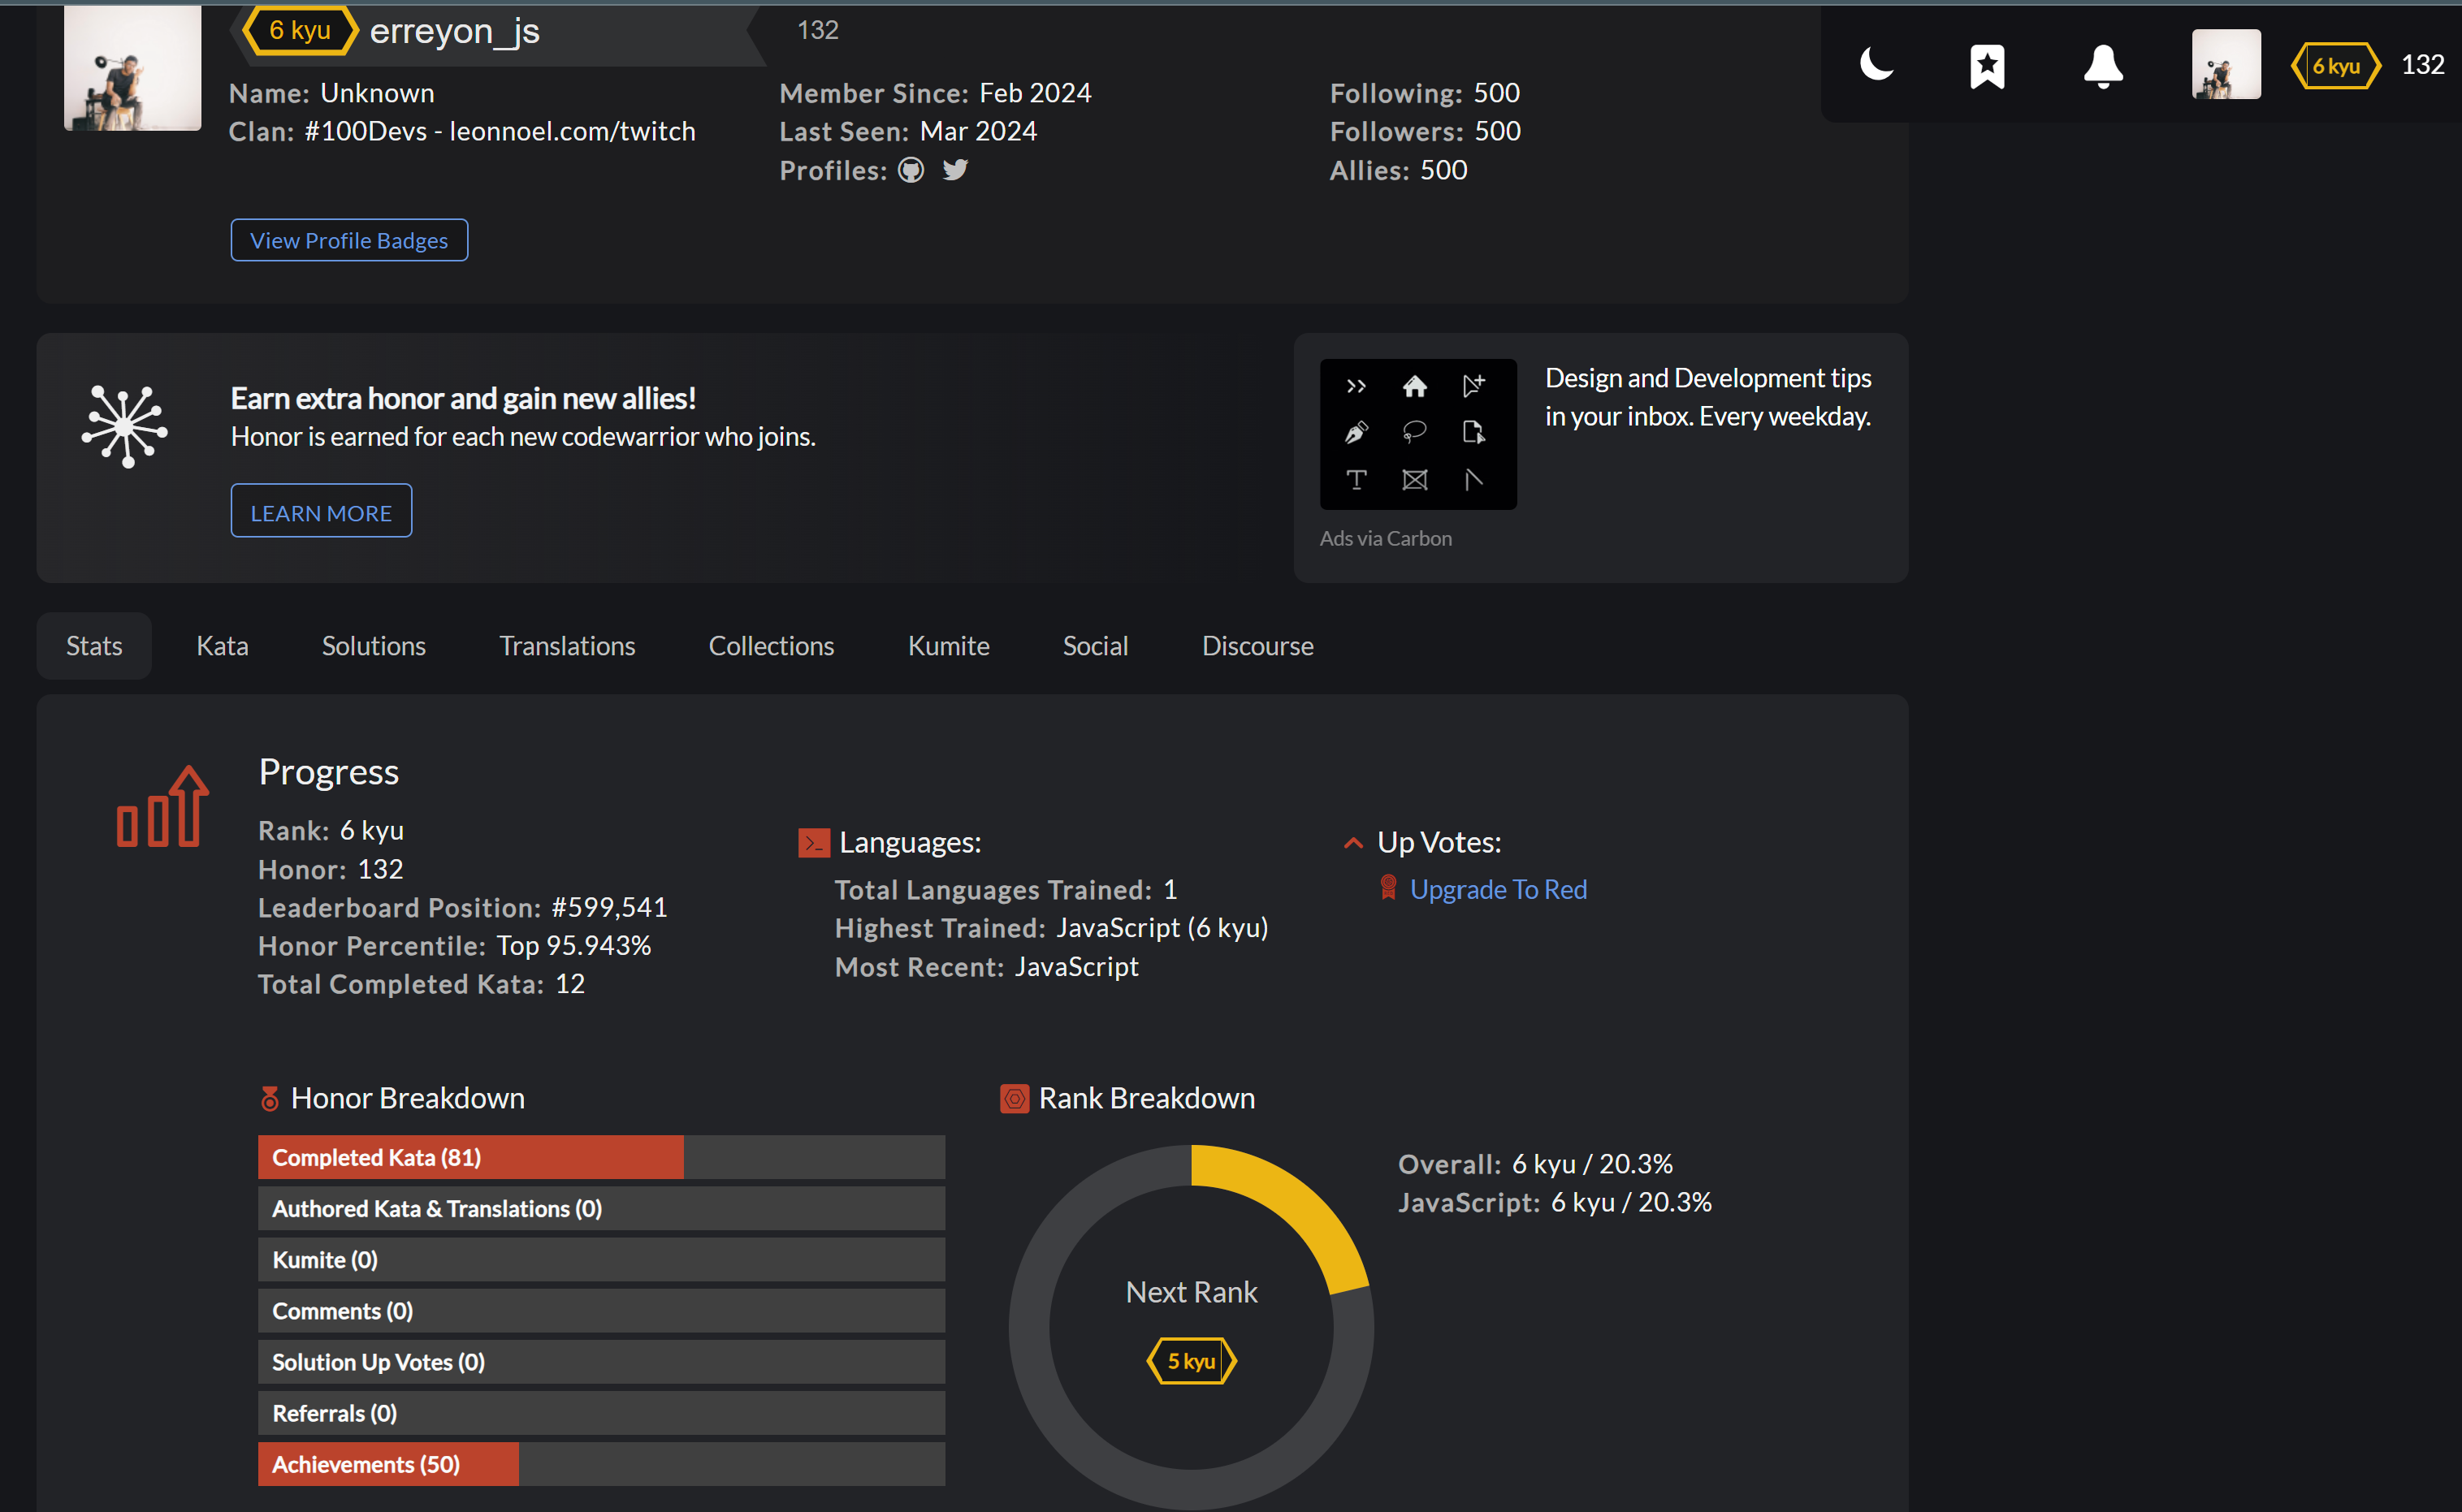 6 kyu erreyon_js 132
6 kyu 132
Name: Unknown
Clan: #100Devs - leonnoel.com/twitch
Member Since: Feb 2024
Last Seen: Mar 2024
Profiles:
Following: 500
Followers: 500
Allies: 500
View Profile Badges
Earn extra honor and gain new allies!
Honor is earned for each new codewarrior who joins.
LEARN MORE
Design and Development tips
in your inbox. Every weekday.
Ads via Carbon
Stats Kata Solutions Translations Collections Kumite Social Discourse
Progress
Rank: 6 kyu
Honor: 132
Leaderboard Position: #599,541
Honor Percentile: Top 95.943%
Total Completed Kata: 12
Languages:
Total Languages Trained: 1
Highest Trained: JavaScript (6 kyu)
Most Recent: JavaScript
Up Votes:
Upgrade To Red
Honor Breakdown
Completed Kata (81)
Authored Kata & Translations (0)
Kumite (0)
Comments (0)
Solution Up Votes (0)
Referrals (0)
Achievements (50)
Rank Breakdown
Next Rank
5 kyu
Overall: 6 kyu / 20.3%
JavaScript: 6 kyu / 20.3%